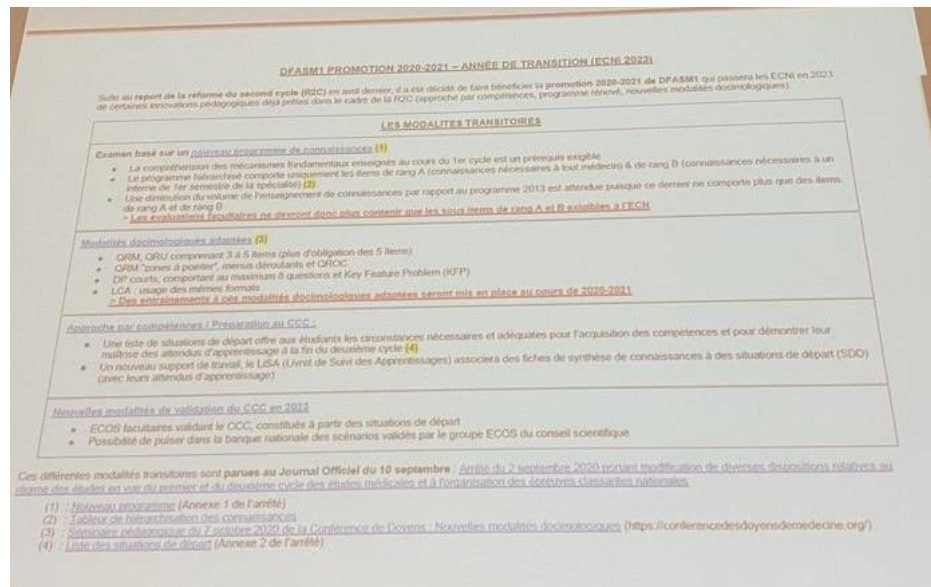 DFASM1 PROMOTION 2020-2021 – ANNÉE DE TRANSITION (ECNi 2023)
Suite au report de la réforme du second cycle (R2C) en avril dernier, il a été décidé de faire bénéficier la promotion 2020-2021 de DFASM1 qui passera les ECNi en 2023
de certaines innovations pédagogiques déjà prêtes dans le cadre de la R2C (approche par compétences, programme rénové, nouvelles modalités docimologiques)
LES MODALITES TRANSITOIRES
Examen basé sur un nouveau programme de connaissances (1)
• La compréhension des mécanismes fondamentaux enseignés au cours du 1er cycle est un prérequis exigible
• Le programme hiérarchisé comporte uniquement les items de rang A (connaissances nécessaires à tout médecin) & de rang B (connaissances nécessaires à un
interne de 1er semestre de la spécialité) (2)
• Une diminution du volume de l'enseignement de connaissances par rapport au programme 2013 est attendue puisque ce dernier ne comporte plus que des items
de rang A et de rang B
> Les évaluations facultaires ne devront donc plus contenir que les sous items de rang A et B exigibles à l'ECN
Modalités docimologiques adaptées (3)
• QRM, QRU comprenant 3 à 5 items (plus d'obligation des 5 items)
• QRM "zones à pointer", menus déroulants et QROC
• DP courts, comportant au maximum 8 questions et Key Feature Problem (KFP)
• LCA : usage des mêmes formats
> Des entraînements à ces modalités docimologiques adaptées seront mis en place au cours de 2020-2021
Approche par compétences / Préparation au CCC :
• Une liste de situations de départ offre aux étudiants les circonstances nécessaires et adéquates pour l'acquisition des compétences et pour démontrer leur
maîtrise des attendus d'apprentissage à la fin du deuxième cycle (4)
• Un nouveau support de travail, le LiSA (Livret de Suivi des Apprentissages) associera des fiches de synthèse de connaissances à des situations de départ (SDD)
(avec leurs attendus d'apprentissage)
Nouvelles modalités de validation du CCC en 2023
• ECOS facultaires validant le CCC, constitués à partir des situations de départ
• Possibilité de puiser dans la banque nationale des scénarios validés par le groupe ECOS du conseil scientifique
Ces différentes modalités transitoires sont parues au Journal Officiel du 10 septembre : Arrêté du 2 septembre 2020 portant modification de diverses dispositions relatives au
régime des études en vue du premier et du deuxième cycle des études médicales et à l'organisation des épreuves classantes nationales
(1) : Nouveau programme (Annexe 1 de l'arrêté)
(2) : Tableur de hiérarchisation des connaissances
(3) : Séminaire pédagogique du 7 octobre 2020 de la Conférence de Doyens : Nouvelles modalités docimologiques (https://conferencedesdoyensdemedecine.org/)
(4) : Liste des situations de départ (Annexe 2 de l'arrêté)